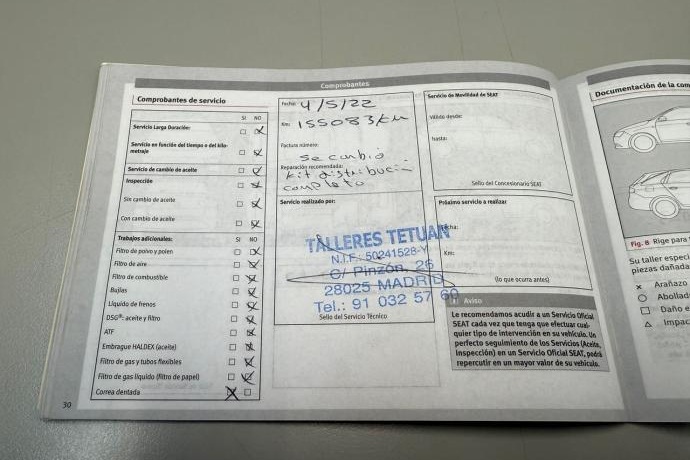 Comprobantes
Comprobantes de servicio
SI NO
Servicio Larga Duración:
Servicio en función del tiempo o del kilo-
metraje
Servicio de cambio de aceite
Inspección
Sin cambio de aceite
Con cambio de aceite
Trabajos adicionales: SI NO
Filtro de polvo y polen
Filtro de aire
Filtro de combustible
Bujías
Líquido de frenos
DSG®: aceite y filtro
ATF
Embrague HALDEX (aceite)
Filtro de gas y tubos flexibles
Filtro de gas líquido (filtro de papel)
Correa dentada
30
Fecha: 4/5/22
Km: 155083 km
Factura número:
Se cambió
Reparación recomendada:
kit distribución
completo
Servicio realizado por:
TALLERES TETUAN
N.I.F. 50241528-Y
C/ Pinzón, 26
28025 MADRID
Tel.: 91 032 57 60
Sello del Servicio Técnico
Servicio de Movilidad de SEAT
Válido desde:
hasta:
Sello del Concesionario SEAT
Próximo servicio a realizar
Fecha:
Km:
(lo que ocurra antes)
Aviso
Le recomendamos acudir a un Servicio Oficial
SEAT cada vez que tenga que efectuar cual-
quier tipo de intervención en su vehículo. Un
perfecto seguimiento de los Servicios (Aceite,
Inspección) en un Servicio Oficial SEAT, podrá
repercutir en un mayor valor de su vehículo.
Documentación de la com
Fig. 8 Rige para
Su taller especi
piezas dañadas
x Arañazo
Abollad
Daño e
Impac